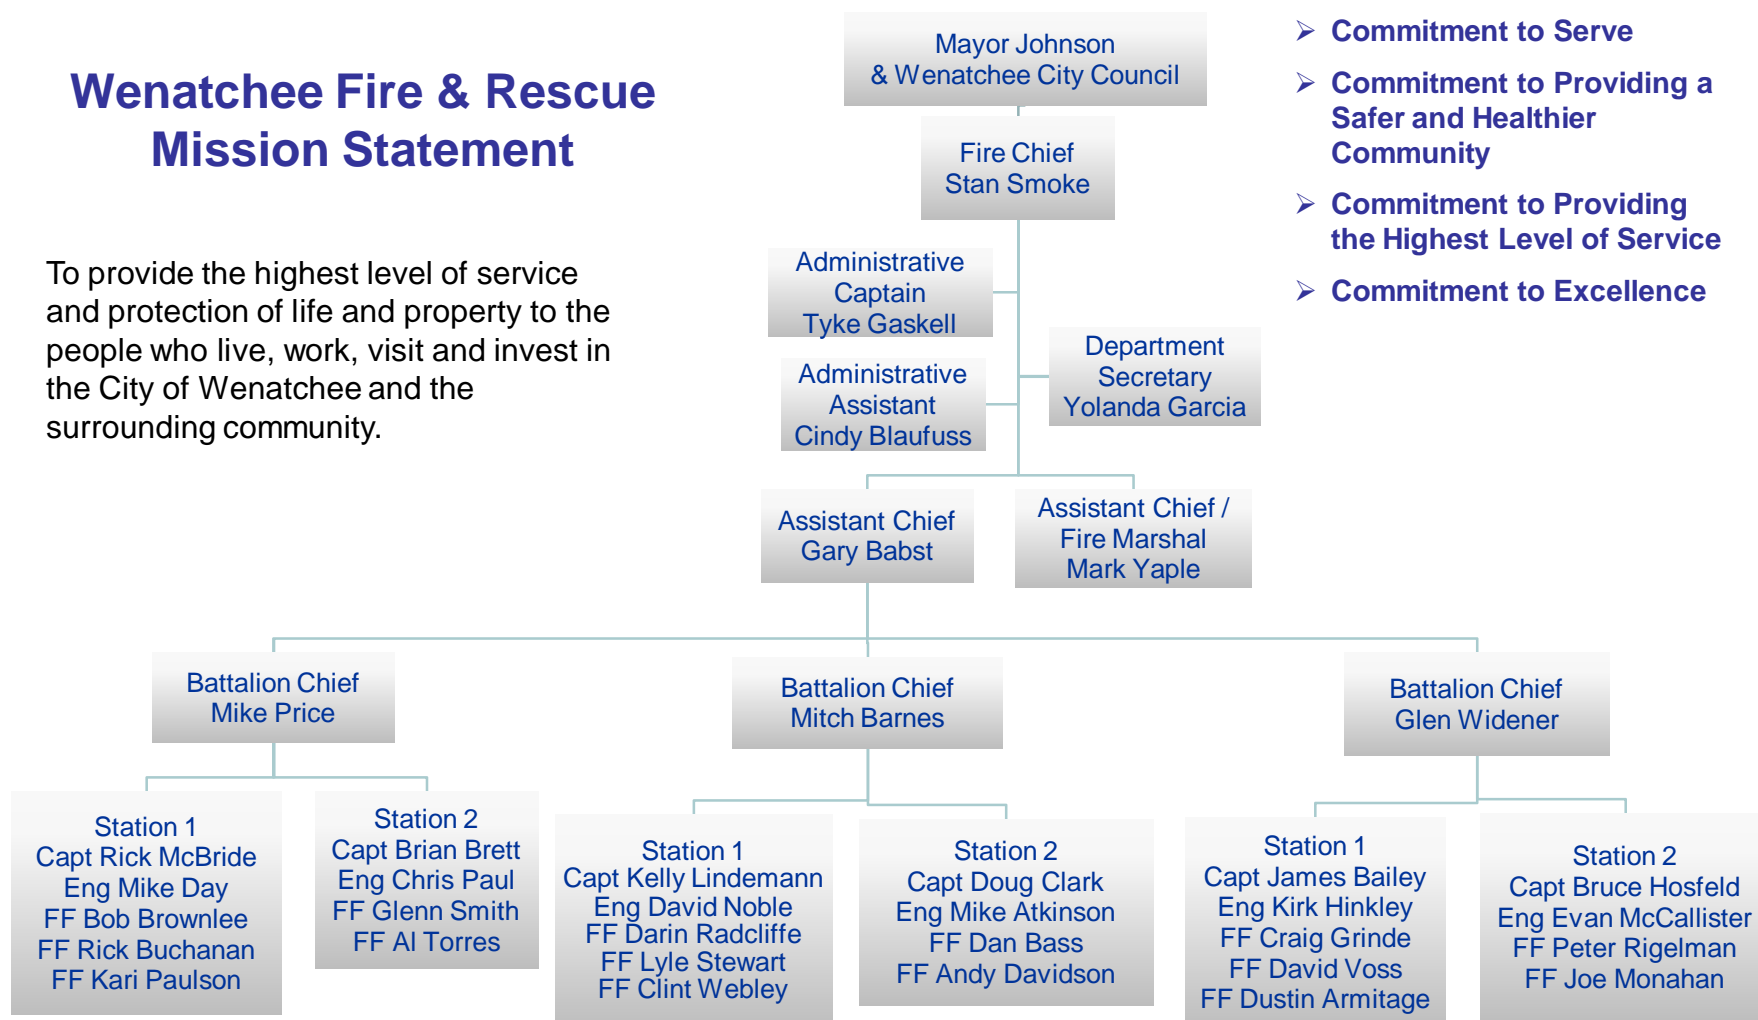 Wenatchee Fire & Rescue
Mission Statement
To provide the highest level of service
and protection of life and property to the
people who live, work, visit and invest in
the City of Wenatchee and the
surrounding community.
Mayor Johnson
& Wenatchee City Council
Fire Chief
Stan Smoke
Administrative
Captain
Tyke Gaskell
Department
Secretary
Yolanda Garcia
Administrative
Assistant
Cindy Blaufuss
Assistant Chief
Gary Babst
Assistant Chief /
Fire Marshal
Mark Yaple
➢ Commitment to Serve
➢ Commitment to Providing a
Safer and Healthier
Community
➢ Commitment to Providing
the Highest Level of Service
➢ Commitment to Excellence
Battalion Chief
Mike Price
Battalion Chief
Mitch Barnes
Battalion Chief
Glen Widener
Station 1
Capt Rick McBride
Eng Mike Day
FF Bob Brownlee
FF Rick Buchanan
FF Kari Paulson
Station 2
Capt Brian Brett
Eng Chris Paul
FF Glenn Smith
FF Al Torres
Station 1
Capt Kelly Lindemann
Eng David Noble
FF Darin Radcliffe
FF Lyle Stewart
FF Clint Webley
Station 2
Capt Doug Clark
Eng Mike Atkinson
FF Dan Bass
FF Andy Davidson
Station 1
Capt James Bailey
Eng Kirk Hinkley
FF Craig Grinde
FF David Voss
FF Dustin Armitage
Station 2
Capt Bruce Hosfeld
Eng Evan McCallister
FF Peter Rigelman
FF Joe Monahan